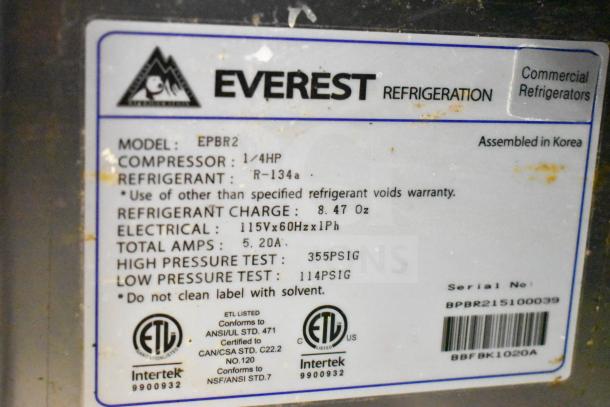 EVEREST REFRIGERATION
Commercial
Refrigerators
MODEL: EPBR2
Assembled in Korea
COMPRESSOR: 1/4HP
REFRIGERANT: R-134a
*Use of other than specified refrigerant voids warranty.
REFRIGERANT CHARGE: 8.47 Oz
ELECTRICAL: 115Vx60Hzx1Ph
TOTAL AMPS: 5.20A
HIGH PRESSURE TEST: 355PSIG
LOW PRESSURE TEST: 114PSIG
*Do not clean label with solvent.
Serial No:
BPBR215100039
BBFBK1020A
ETL
Intertek
9900932
ETL LISTED
Conforms to
ANSI/UL STD. 471
Certified to
CAN/CSA STD. C22.2
NO.120
Conforms to
NSF/ANSI STD.7
C ETL US
Intertek
9900932